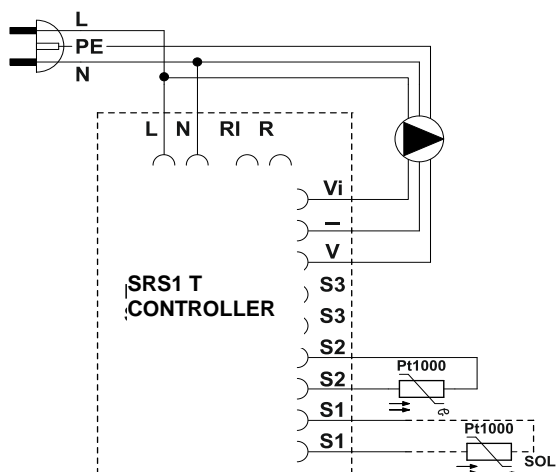 L
PE
N
L N RI R
Vi
–
V
SRS1 T
CONTROLLER
S3
S3
S2
Pt1000
S2
S1
Pt1000
S1
SOL